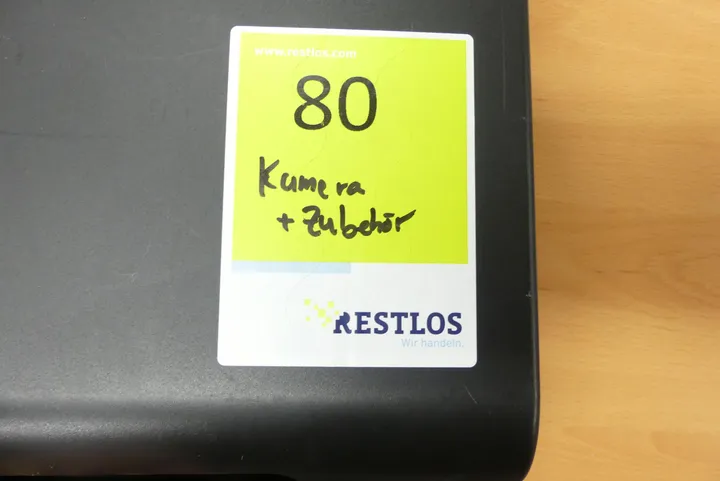 www.restlos.com
80
Kamera
+ Zubehör
RESTLOS
Wir handeln.